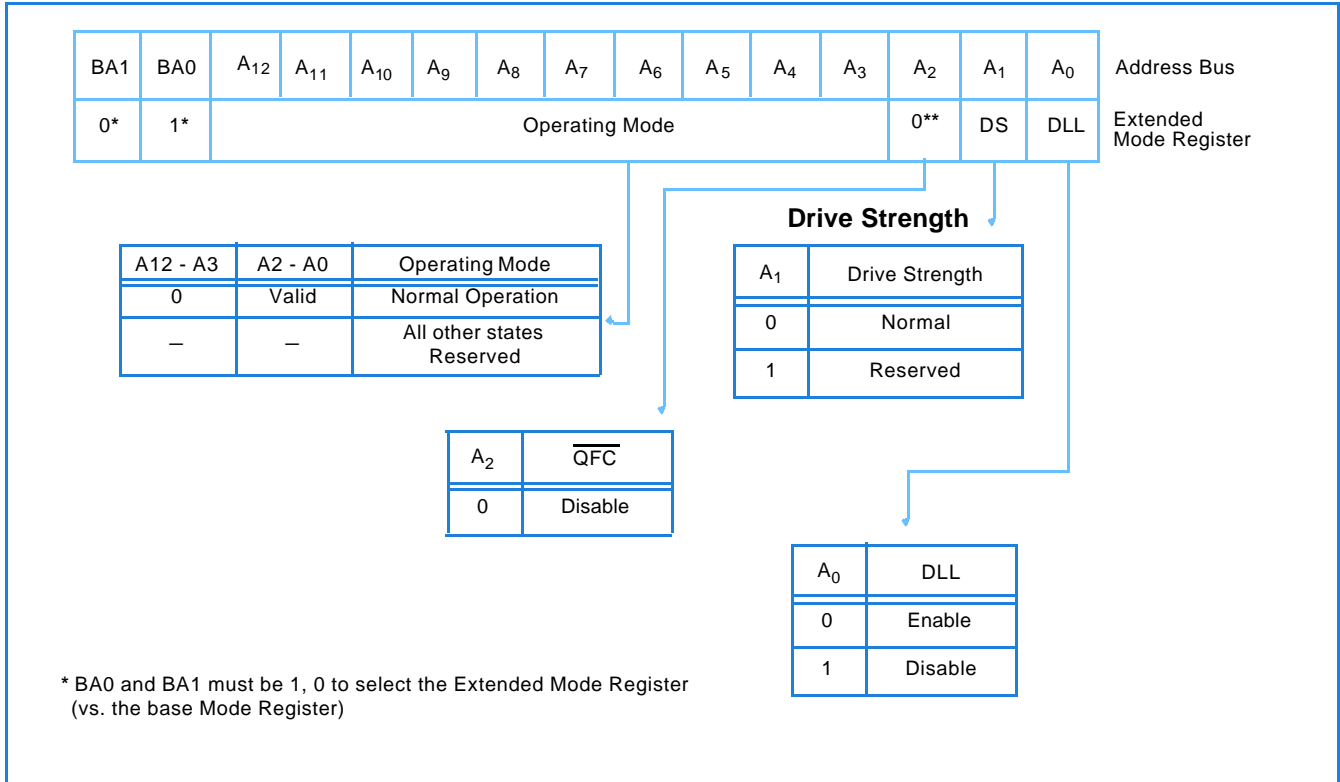 BA1 BA0 A12 A11 A10 A9 A8 A7 A6 A5 A4 A3 A2 A1 A0 Address Bus
0* 1* Operating Mode 0** DS DLL Extended
Mode Register
Drive Strength
A12 - A3 A2 - A0 Operating Mode
0 Valid Normal Operation
– – All other states
Reserved
A1 Drive Strength
0 Normal
1 Reserved
A2 QFC
0 Disable
A0 DLL
0 Enable
1 Disable
* BA0 and BA1 must be 1, 0 to select the Extended Mode Register
(vs. the base Mode Register)